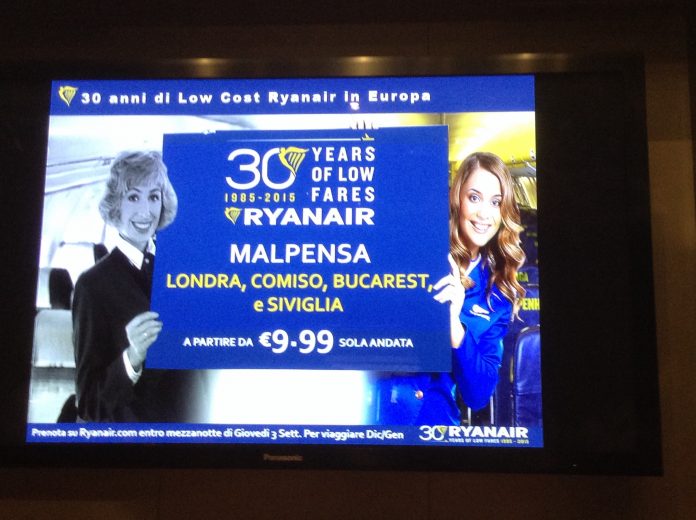 30 anni di Low Cost Ryanair in Europa
30 YEARS
OF LOW
1985-2015 FARES
RYANAIR
MALPENSA
LONDRA, COMISO, BUCAREST,
e SIVIGLIA
A PARTIRE DA €9.99 SOLA ANDATA
Prenota su Ryanair.com entro mezzanotte di Giovedì 3 Sett. Per viaggiare Dic/Gen
30 RYANAIR
YEARS OF LOW FARES 1985 - 2015
Panasonic